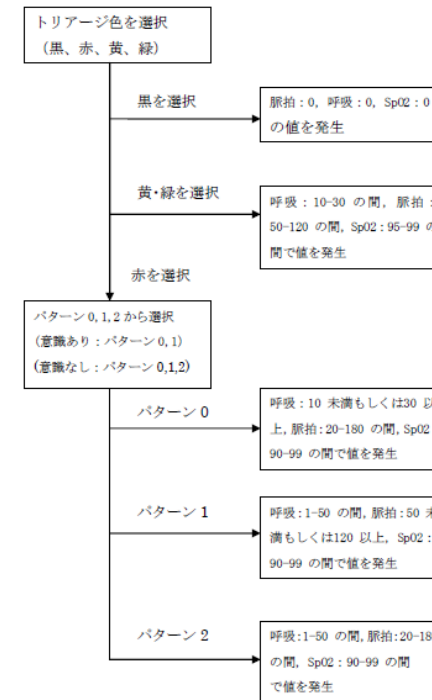 トリアージ色を選択
（黒、赤、黄、緑）
黒を選択
脈拍：0, 呼吸：0, SpO2：0
の値を発生
黄・緑を選択
呼吸：10-30 の間, 脈拍：
50-120 の間, SpO2：95-99 の
間で値を発生
赤を選択
パターン 0, 1, 2 から選択
(意識あり：パターン 0, 1)
(意識なし：パターン 0,1,2)
パターン 0
呼吸：10 未満もしくは30 以
上, 脈拍：20-180 の間, SpO2
90-99 の間で値を発生
パターン 1
呼吸：1-50 の間, 脈拍：50 未
満もしくは120 以上, SpO2：
90-99 の間で値を発生
パターン 2
呼吸:1-50 の間,脈拍:20-180
の間, SpO2：90-99 の間
で値を発生